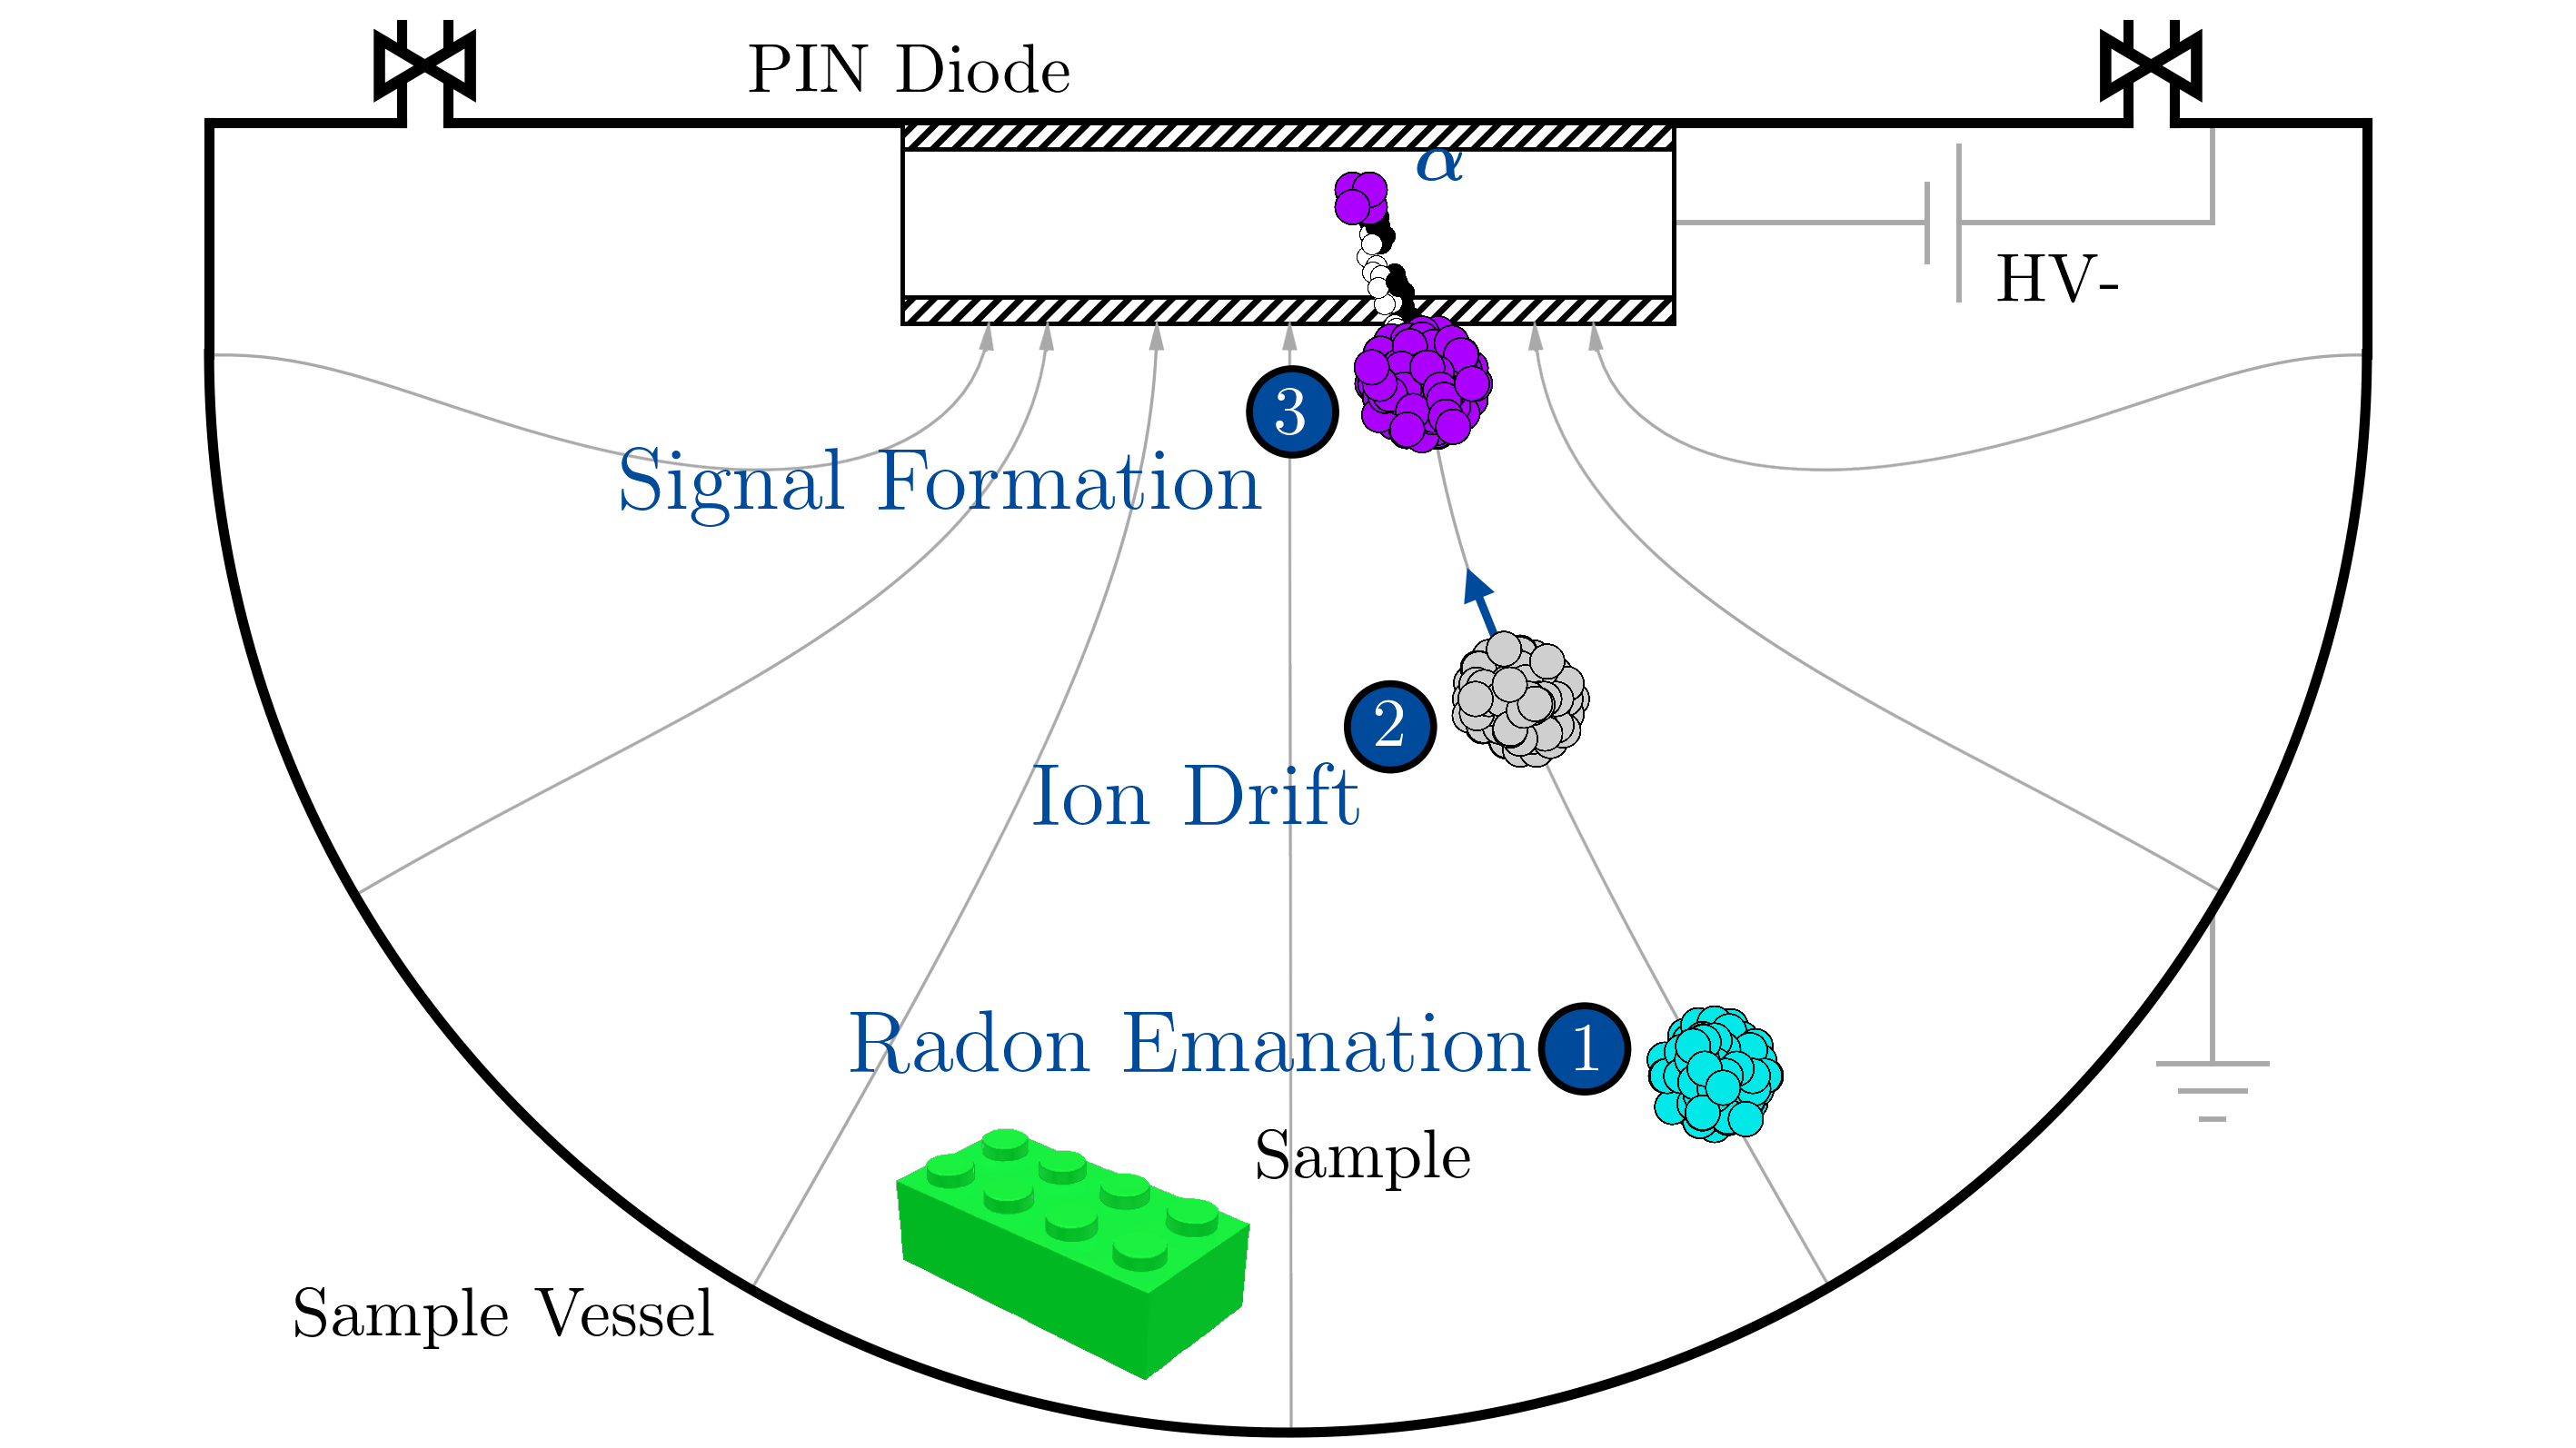 PIN Diode
α
HV-
3
Signal Formation
2
Ion Drift
Radon Emanation 1
Sample
Sample Vessel